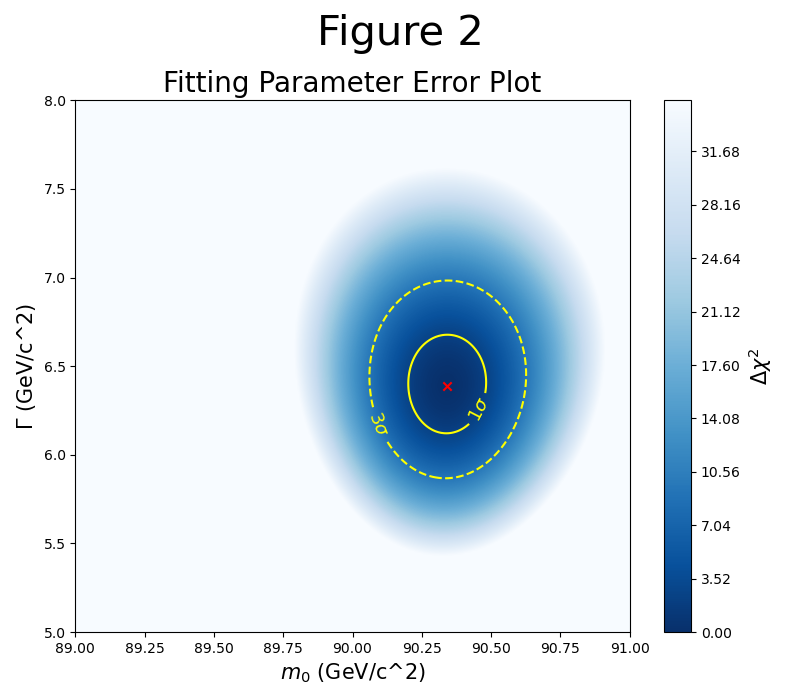 Figure 2
Fitting Parameter Error Plot
8.0
7.5
7.0
6.5
6.0
5.5
5.0
Γ (GeV/c^2)
3σ
1σ
89.00 89.25 89.50 89.75 90.00 90.25 90.50 90.75 91.00
m₀ (GeV/c^2)
31.68
28.16
24.64
21.12
17.60
14.08
10.56
7.04
3.52
0.00
Δχ²